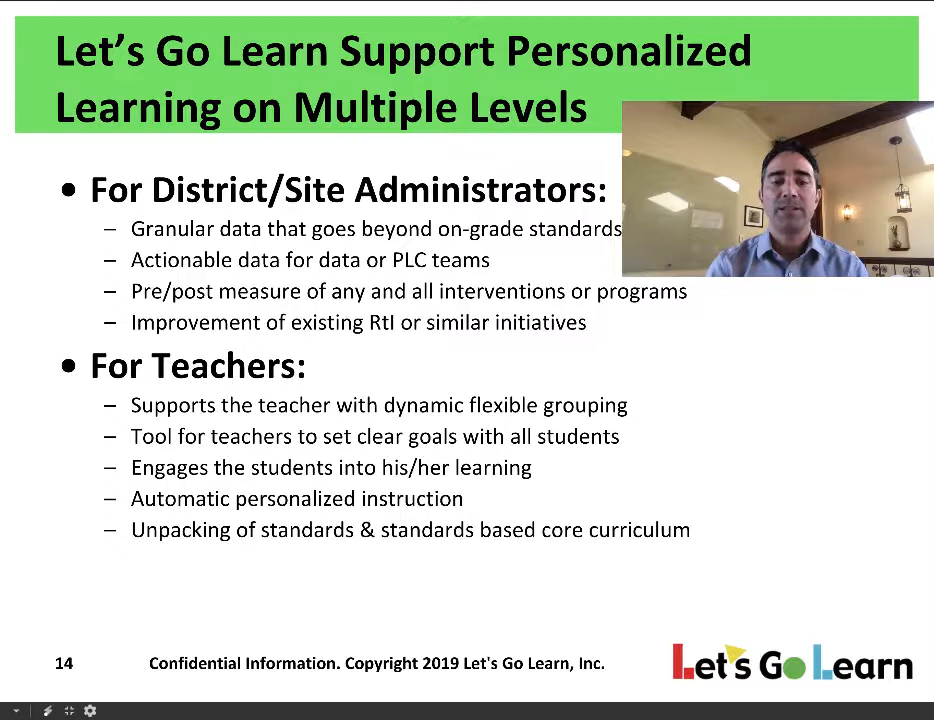 Let's Go Learn Support Personalized
Learning on Multiple Levels
• For District/Site Administrators:
– Granular data that goes beyond on-grade standards
– Actionable data for data or PLC teams
– Pre/post measure of any and all interventions or programs
– Improvement of existing RtI or similar initiatives
• For Teachers:
– Supports the teacher with dynamic flexible grouping
– Tool for teachers to set clear goals with all students
– Engages the students into his/her learning
– Automatic personalized instruction
– Unpacking of standards & standards based core curriculum
14 Confidential Information. Copyright 2019 Let's Go Learn, Inc.
Let's Go Learn